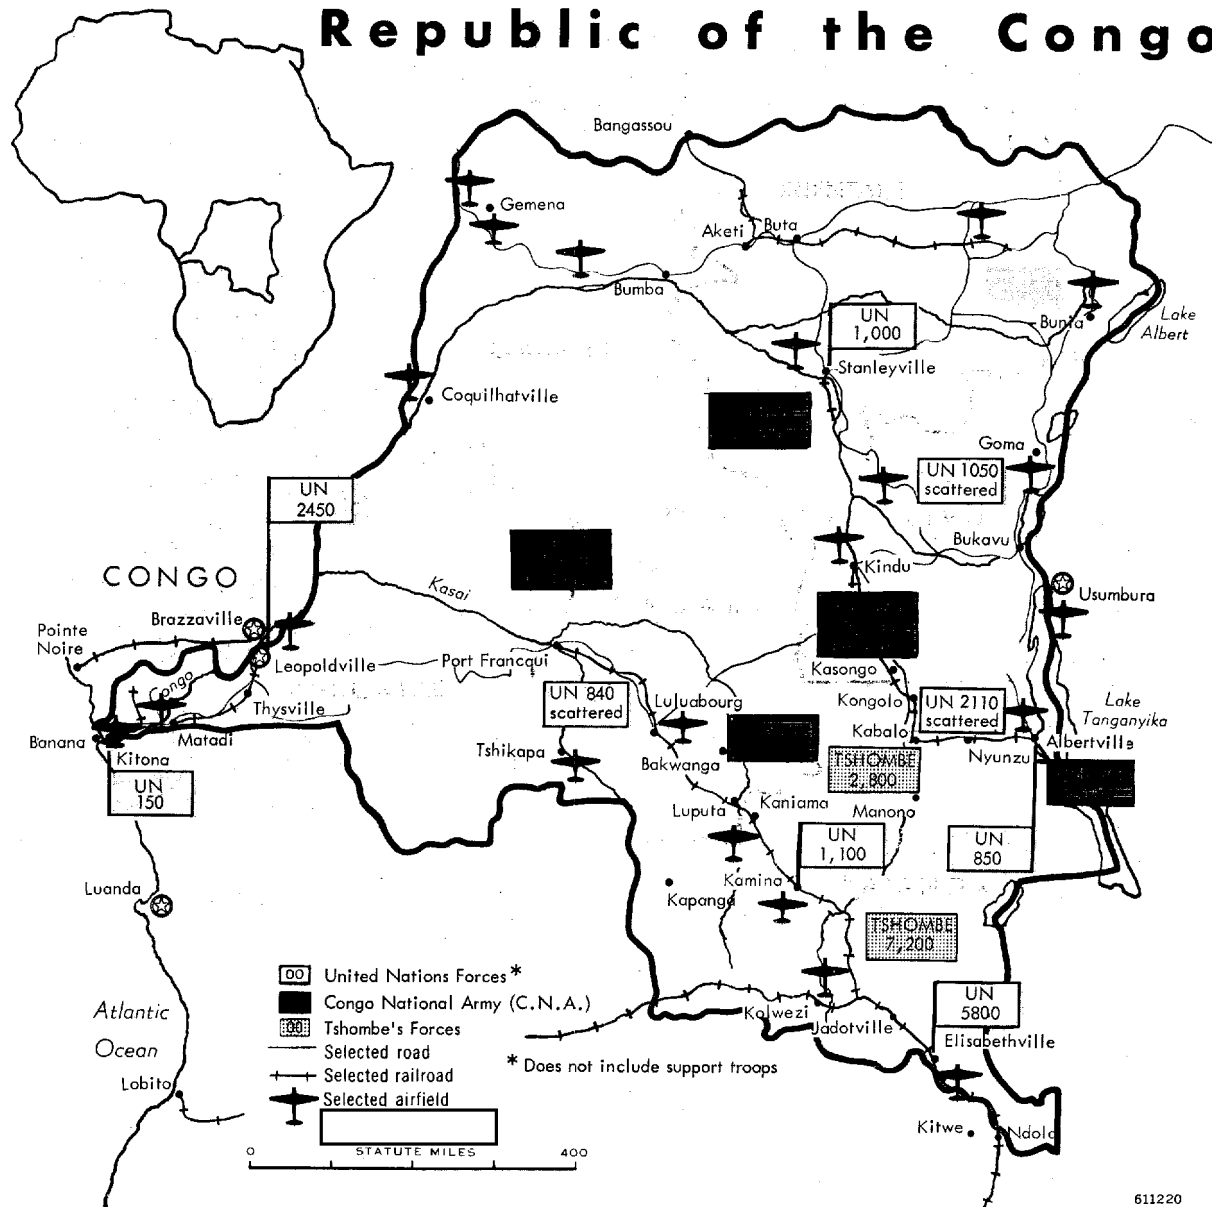 Republic of the Congo
Bangassou
Gemena
Aketi
Buta
Bumba
Bunia
Lake
Albert
UN
1,000
Stanleyville
Coquilhatville
Goma
UN 1050
scattered
UN
2450
Bukavu
CONGO
Kindu
Kasai
Usumbura
Brazzaville
Pointe
Noire
Leopoldville
Port Francqui
Kasongo
Congo
UN 840
scattered
Luluabourg
Kongolo
UN 2110
scattered
Lake
Tanganyika
Thysville
Matadi
Banana
Kitona
Tshikapa
Bakwanga
Kabalo
Nyunzu
Albertville
TSHOMBE
2,800
UN
150
Luputa
Kaniama
Manono
UN
1,100
UN
850
Luanda
Kamina
Kapanga
TSHOMBE
7,200
00 United Nations Forces*
Congo National Army (C.N.A.)
00 Tshombe's Forces
Selected road
Selected railroad
Selected airfield
Atlantic
Ocean
Kolwezi
Jadotville
UN
5800
Elisabethville
* Does not include support troops
Lobito
Kitwe
Ndola
STATUTE MILES
0 400
611220